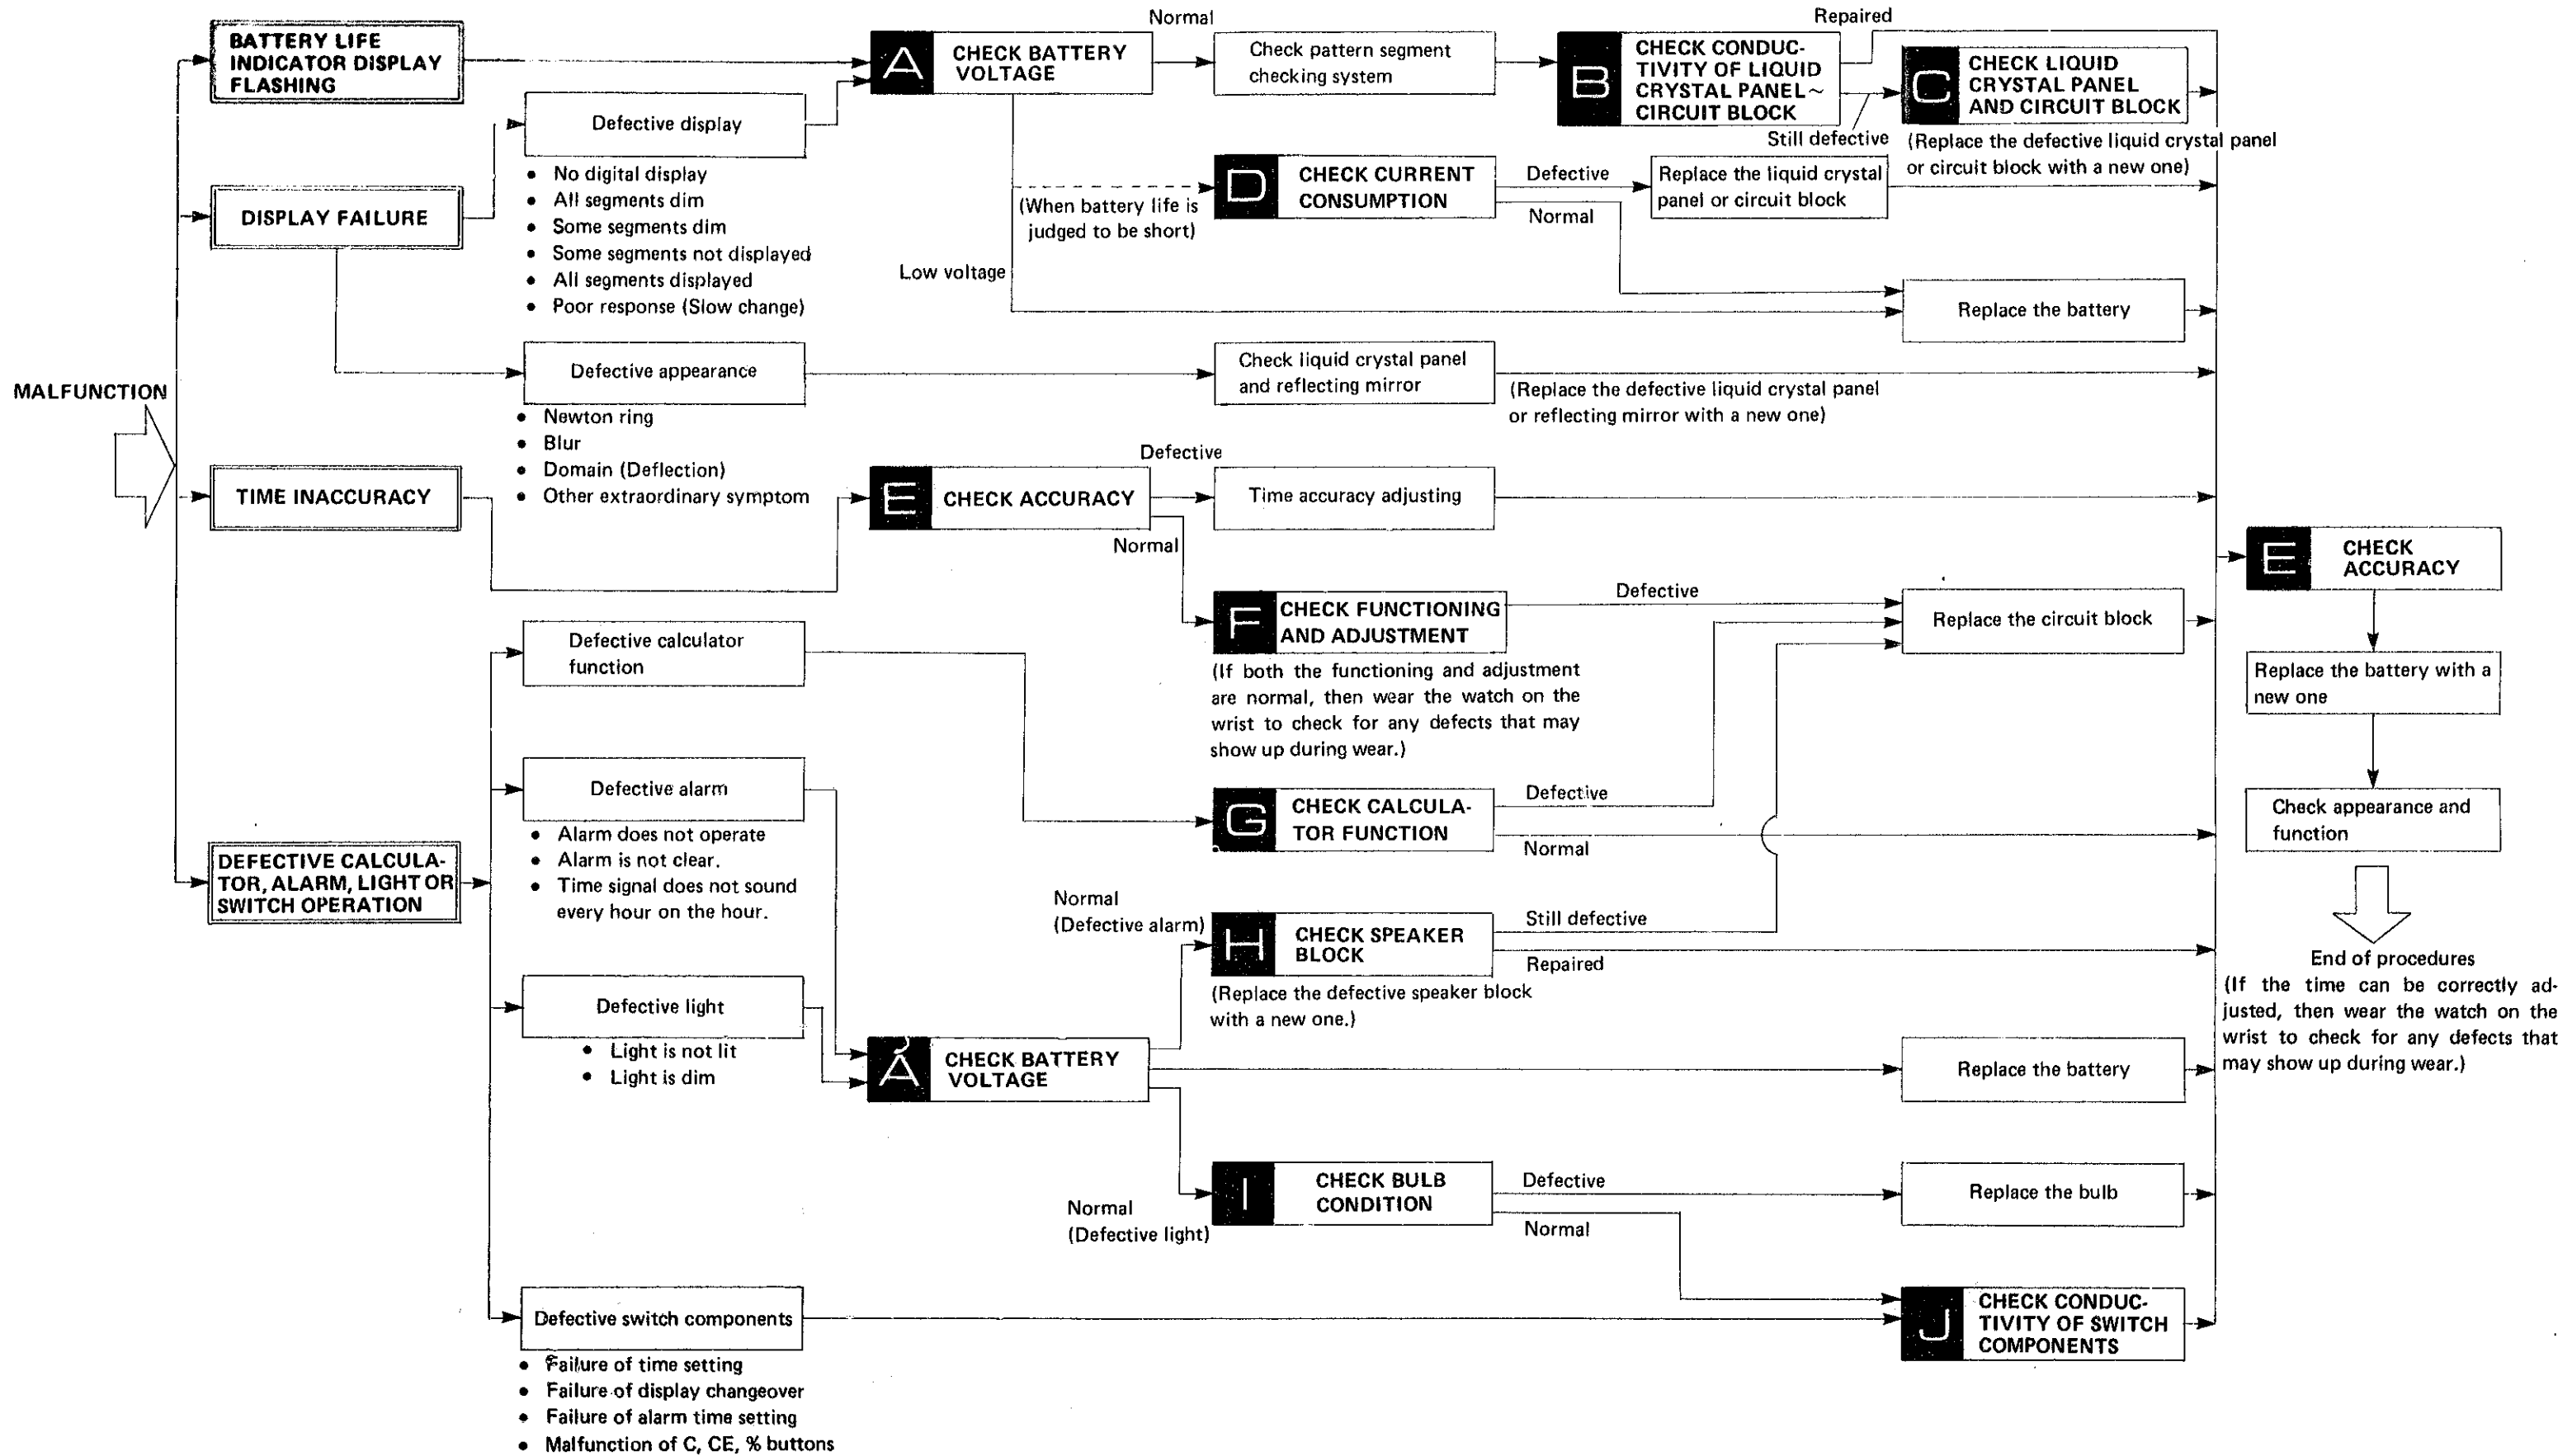 MALFUNCTION
BATTERY LIFE
INDICATOR DISPLAY
FLASHING
DISPLAY FAILURE
TIME INACCURACY
DEFECTIVE CALCULA-
TOR, ALARM, LIGHT OR
SWITCH OPERATION
Defective display
• No digital display
• All segments dim
• Some segments dim
• Some segments not displayed
• All segments displayed
• Poor response (Slow change)
Defective appearance
• Newton ring
• Blur
• Domain (Deflection)
• Other extraordinary symptom
Defective calculator
function
Defective alarm
• Alarm does not operate
• Alarm is not clear.
• Time signal does not sound
every hour on the hour.
Defective light
• Light is not lit
• Light is dim
Defective switch components
• Failure of time setting
• Failure of display changeover
• Failure of alarm time setting
• Malfunction of C, CE, % buttons
A
CHECK BATTERY
VOLTAGE
Normal
Low voltage
(When battery life is
judged to be short)
Check pattern segment
checking system
B
CHECK CONDUC-
TIVITY OF LIQUID
CRYSTAL PANEL~
CIRCUIT BLOCK
Repaired
Still defective
C
CHECK LIQUID
CRYSTAL PANEL
AND CIRCUIT BLOCK
(Replace the defective liquid crystal panel
or circuit block with a new one)
D
CHECK CURRENT
CONSUMPTION
Defective
Normal
Replace the liquid crystal
panel or circuit block
Replace the battery
Check liquid crystal panel
and reflecting mirror
(Replace the defective liquid crystal panel
or reflecting mirror with a new one)
E
CHECK ACCURACY
Defective
Normal
Time accuracy adjusting
F
CHECK FUNCTIONING
AND ADJUSTMENT
Defective
(If both the functioning and adjustment
are normal, then wear the watch on the
wrist to check for any defects that may
show up during wear.)
Replace the circuit block
G
CHECK CALCULA-
TOR FUNCTION
Defective
Normal
Normal
(Defective alarm)
H
CHECK SPEAKER
BLOCK
Still defective
Repaired
(Replace the defective speaker block
with a new one.)
A
CHECK BATTERY
VOLTAGE
Replace the battery
Normal
(Defective light)
I
CHECK BULB
CONDITION
Defective
Normal
Replace the bulb
J
CHECK CONDUC-
TIVITY OF SWITCH
COMPONENTS
E
CHECK
ACCURACY
Replace the battery with a
new one
Check appearance and
function
End of procedures
(If the time can be correctly ad-
justed, then wear the watch on the
wrist to check for any defects that
may show up during wear.)